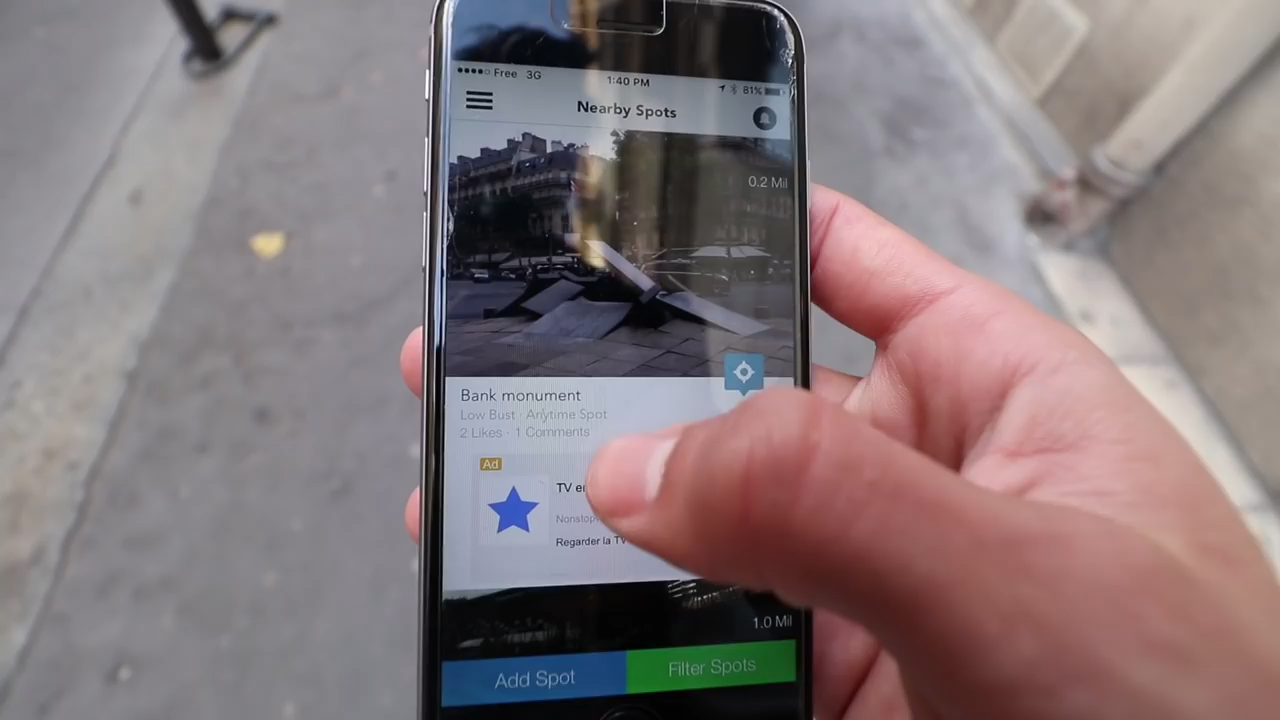 Free 3G 1:40 PM 81%
Nearby Spots
0.2 Mil
Bank monument
Low Bust · Anytime Spot
2 Likes · 1 Comments
Ad
TV
Regarder la TV
1.0 Mil
Add Spot Filter Spots